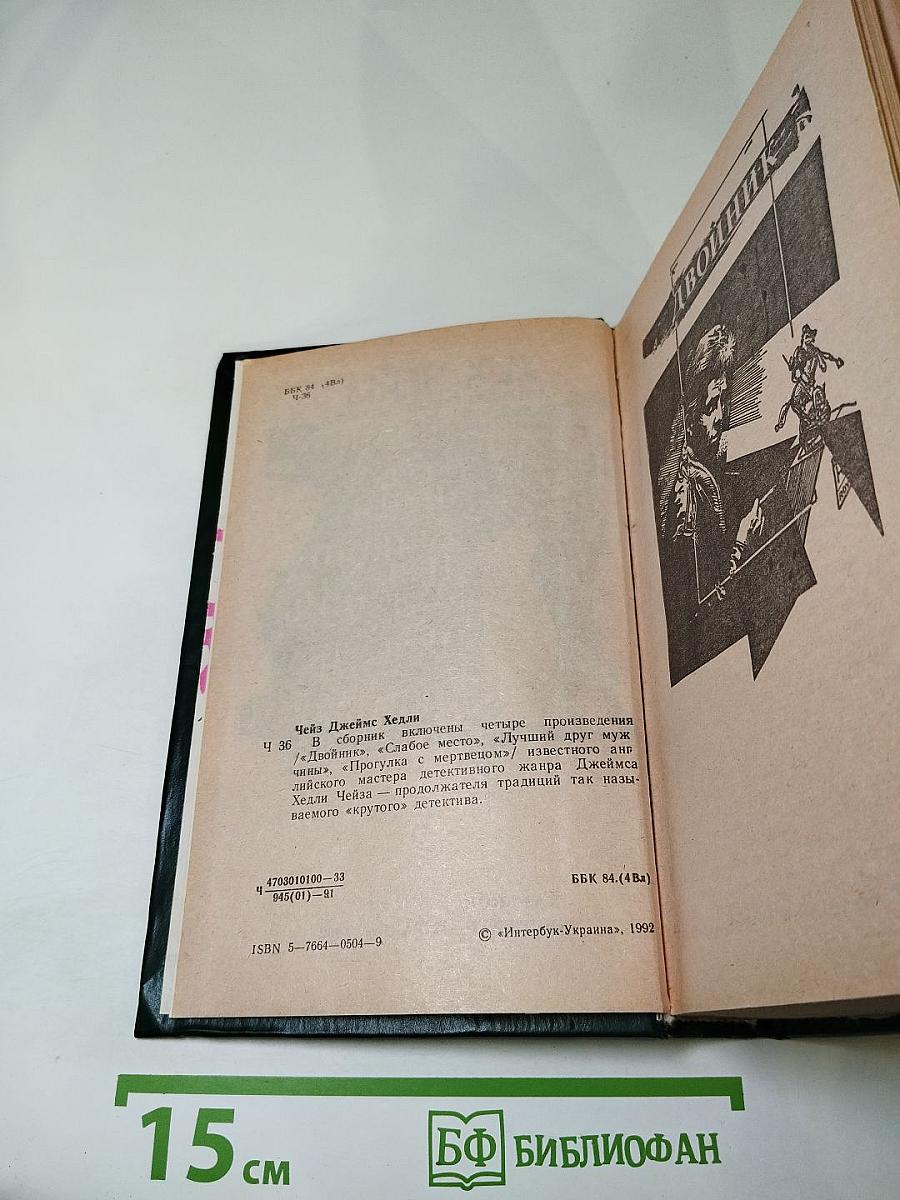 ББК 84 (4Вл)
Ч-36
Чейз Джеймс Хедли
Ч 36 В сборник включены четыре произведения
/«Двойник», «Слабое место», «Лучший друг муж
чины», «Прогулка с мертвецом»/ известного анг
лийского мастера детективного жанра Джеймса
Хедли Чейза — продолжателя традиций так назы-
ваемого «крутого» детектива.
Ч 4703010100—33
945(01)—91
ББК 84.(4Вл)
ISBN 5—7664—0504—9
© «Интербук-Украина», 1992
ДВОЙНИК
15 см
БФ БИБЛИОФАН